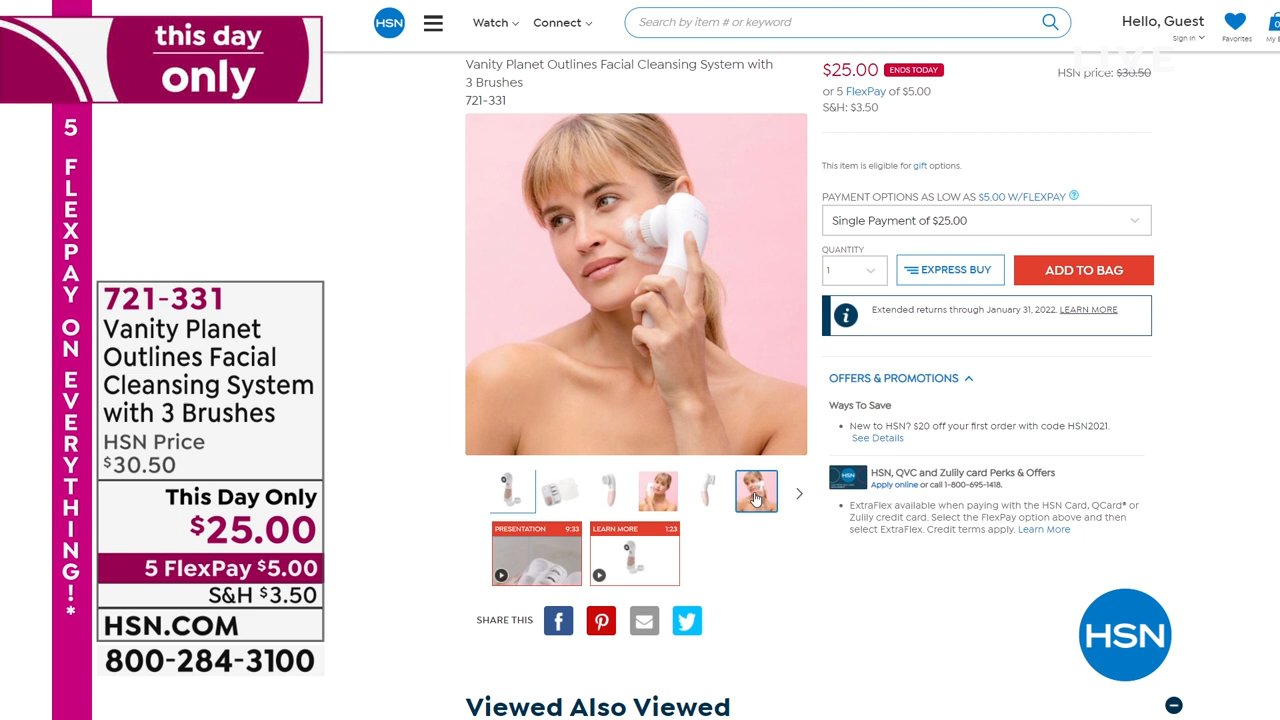 this day
only
5 FLEXPAY ON EVERYTHING!*
721-331
Vanity Planet
Outlines Facial
Cleansing System
with 3 Brushes
HSN Price
$30.50
This Day Only
$25.00
5 FlexPay $5.00
S&H $3.50
HSN.COM
800-284-3100
HSN
Watch
Connect
Search by item # or keyword
Hello, Guest
Sign In
Favorites
0
LIVE
Vanity Planet Outlines Facial Cleansing System with
3 Brushes
721-331
$25.00 ENDS TODAY
HSN price: $30.50
or 5 FlexPay of $5.00
S&H: $3.50
This item is eligible for gift options.
PAYMENT OPTIONS AS LOW AS $5.00 W/FLEXPAY ?
Single Payment of $25.00
QUANTITY
1
EXPRESS BUY
ADD TO BAG
i
Extended returns through January 31, 2022. LEARN MORE
OFFERS & PROMOTIONS
Ways To Save
• New to HSN? $20 off your first order with code HSN2021.
See Details
HSN, QVC and Zulily card Perks & Offers
Apply online or call 1-800-695-1418.
• ExtraFlex available when paying with the HSN Card, QCard® or
Zulily credit card. Select the FlexPay option above and then
select ExtraFlex. Credit terms apply. Learn More
PRESENTATION 9:33
LEARN MORE 1:23
SHARE THIS
HSN
Viewed Also Viewed